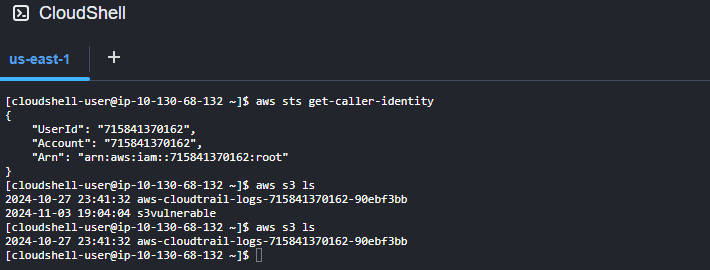 CloudShell
us-east-1 +
[cloudshell-user@ip-10-130-68-132 ~]$ aws sts get-caller-identity
{
    "UserId": "715841370162",
    "Account": "715841370162",
    "Arn": "arn:aws:iam::715841370162:root"
}
[cloudshell-user@ip-10-130-68-132 ~]$ aws s3 ls
2024-10-27 23:41:32 aws-cloudtrail-logs-715841370162-90ebf3bb
2024-11-03 19:04:04 s3vulnerable
[cloudshell-user@ip-10-130-68-132 ~]$ aws s3 ls
2024-10-27 23:41:32 aws-cloudtrail-logs-715841370162-90ebf3bb
[cloudshell-user@ip-10-130-68-132 ~]$